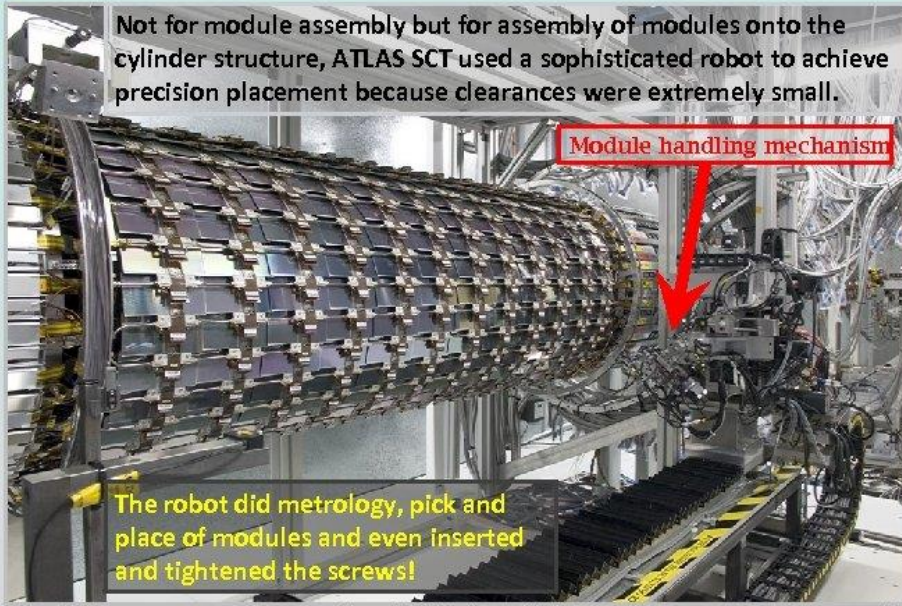 Not for module assembly but for assembly of modules onto the
cylinder structure, ATLAS SCT used a sophisticated robot to achieve
precision placement because clearances were extremely small.
Module handling mechanism
The robot did metrology, pick and
place of modules and even inserted
and tightened the screws!